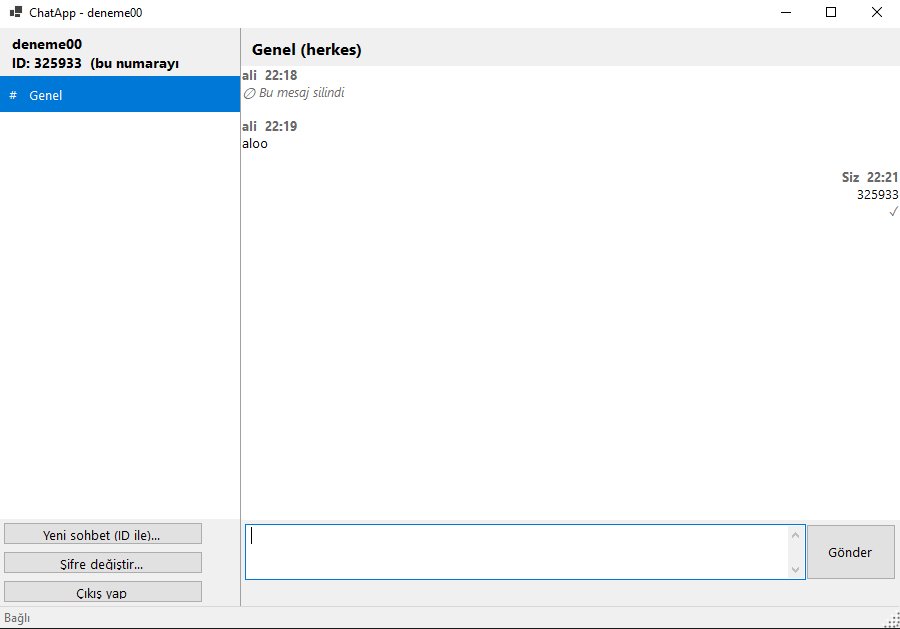 ChatApp - deneme00
deneme00
ID: 325933 (bu numarayı
# Genel
Genel (herkes)
ali 22:18
Bu mesaj silindi
ali 22:19
aloo
Siz 22:21
325933
✓
Yeni sohbet (ID ile)...
Şifre değiştir...
Çıkış yap
Gönder
Bağlı